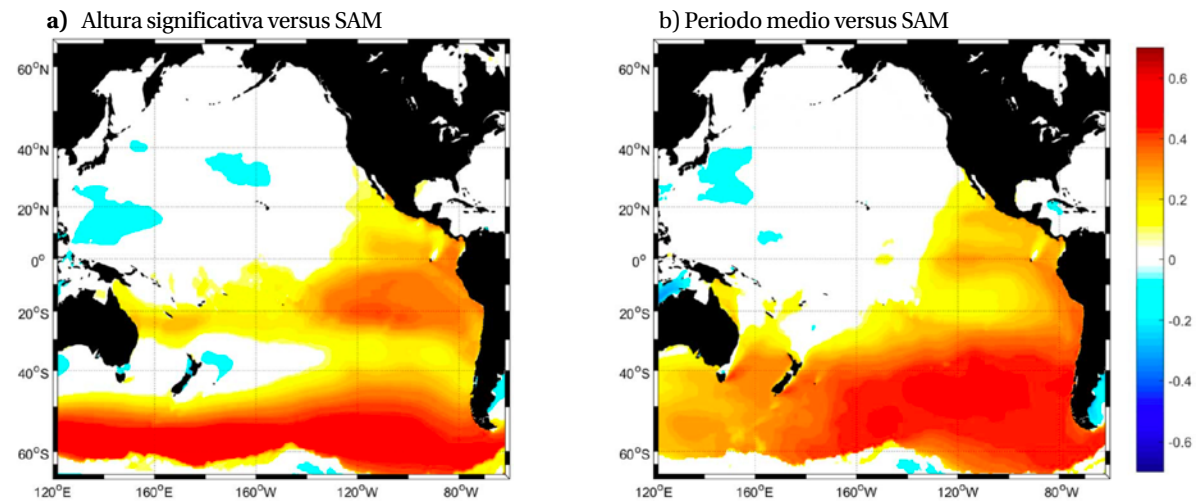 a) Altura significativa versus SAM
b) Periodo medio versus SAM
60°N
40°N
20°N
0°
20°S
40°S
60°S
120°E
160°E
160°W
120°W
80°W
60°N
40°N
20°N
0°
20°S
40°S
60°S
120°E
160°E
160°W
120°W
80°W
0.6
0.4
0.2
0
-0.2
-0.4
-0.6